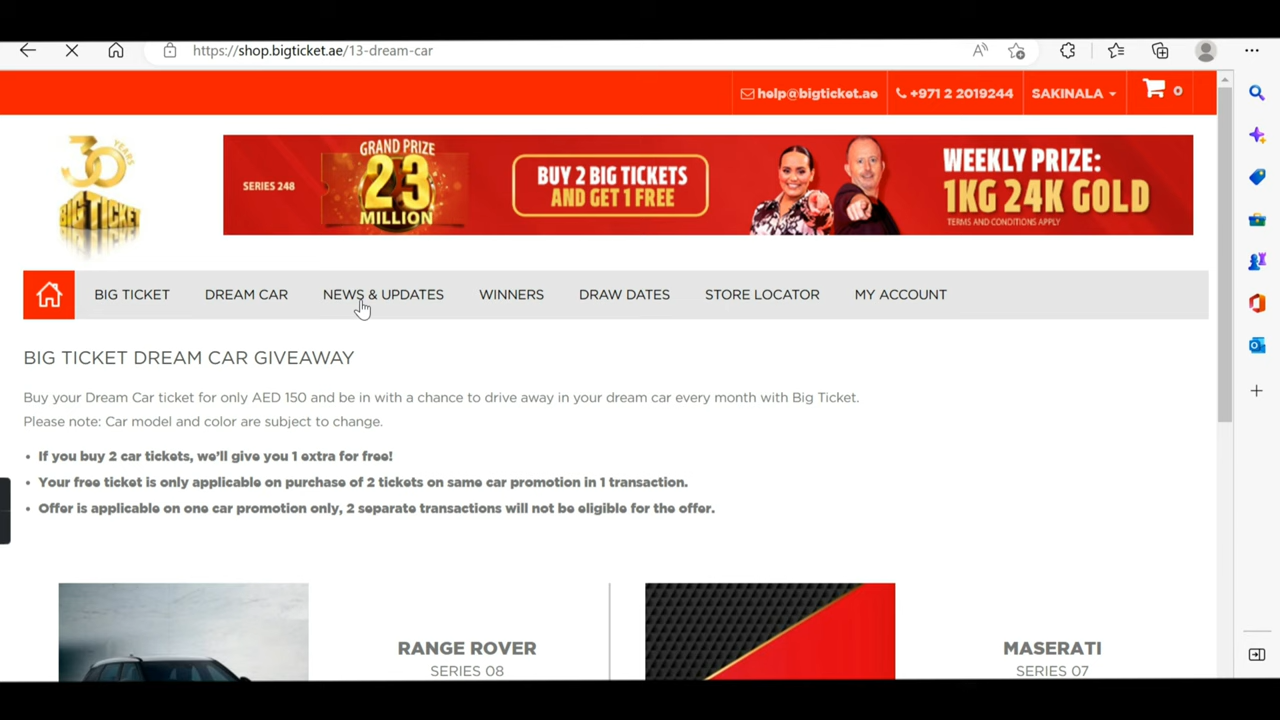 https://shop.bigticket.ae/13-dream-car
help@bigticket.ae
+971 2 2019244
SAKINALA
0
30 YEARS
BIG TICKET
SERIES 248
GRAND PRIZE
23
MILLION
BUY 2 BIG TICKETS
AND GET 1 FREE
WEEKLY PRIZE:
1KG 24K GOLD
TERMS AND CONDITIONS APPLY
BIG TICKET
DREAM CAR
NEWS & UPDATES
WINNERS
DRAW DATES
STORE LOCATOR
MY ACCOUNT
BIG TICKET DREAM CAR GIVEAWAY
Buy your Dream Car ticket for only AED 150 and be in with a chance to drive away in your dream car every month with Big Ticket.
Please note: Car model and color are subject to change.
• If you buy 2 car tickets, we'll give you 1 extra for free!
• Your free ticket is only applicable on purchase of 2 tickets on same car promotion in 1 transaction.
• Offer is applicable on one car promotion only, 2 separate transactions will not be eligible for the offer.
RANGE ROVER
SERIES 08
MASERATI
SERIES 07